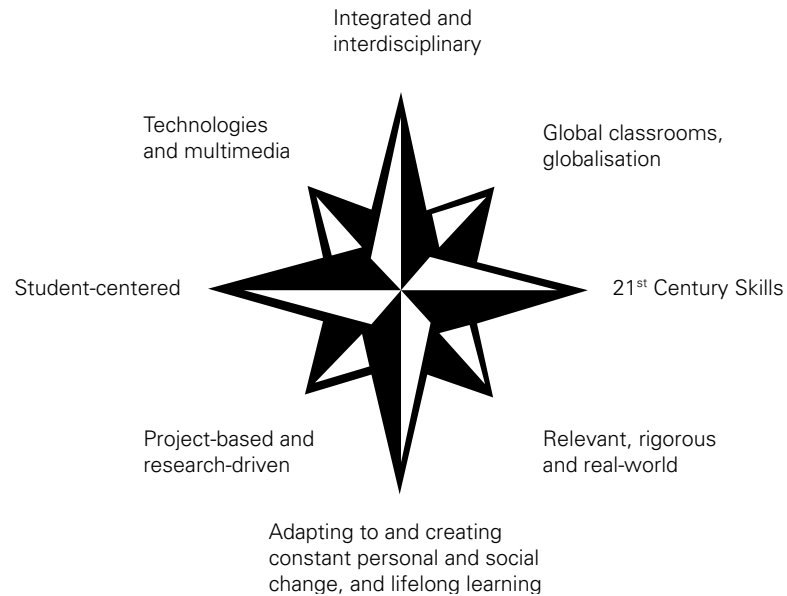 Integrated and
interdisciplinary
Technologies
and multimedia
Global classrooms,
globalisation
Student-centered
21st Century Skills
Project-based and
research-driven
Relevant, rigorous
and real-world
Adapting to and creating
constant personal and social
change, and lifelong learning